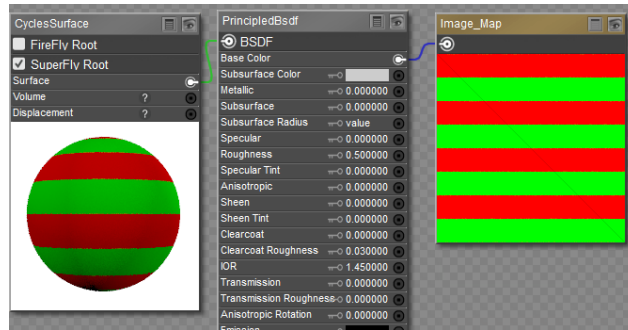 CyclesSurface
FireFly Root
SuperFly Root
Surface
Volume ?
Displacement ?
PrincipledBsdf
BSDF
Base Color
Subsurface Color
Metallic 0.000000
Subsurface 0.000000
Subsurface Radius value
Specular 0.000000
Roughness 0.500000
Specular Tint 0.000000
Anisotropic 0.000000
Sheen 0.000000
Sheen Tint 0.000000
Clearcoat 0.000000
Clearcoat Roughness 0.030000
IOR 1.450000
Transmission 0.000000
Transmission Roughness 0.000000
Anisotropic Rotation 0.000000
Emission
Image_Map